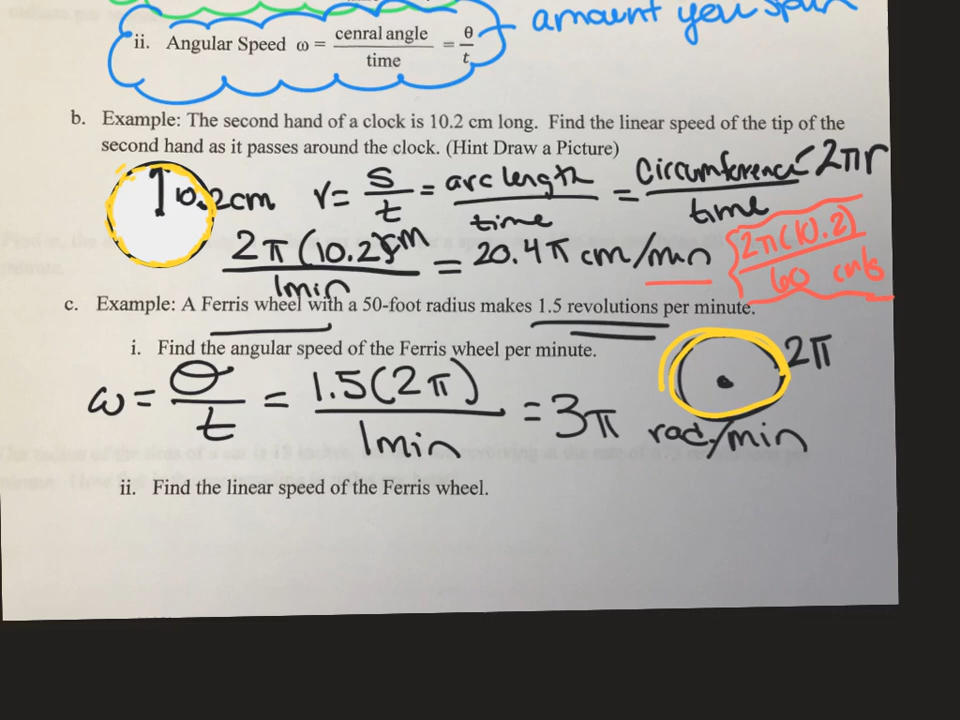 amount you spun
ii. Angular Speed ω = cenral angle / time = θ / t
b. Example: The second hand of a clock is 10.2 cm long. Find the linear speed of the tip of the
second hand as it passes around the clock. (Hint Draw a Picture)
10.2cm v = s/t = arc length / time = Circumference / time 2πr
2π(10.2)cm / 1min = 20.4π cm/min 2π(10.2) / 60
c. Example: A Ferris wheel with a 50-foot radius makes 1.5 revolutions per minute.
i. Find the angular speed of the Ferris wheel per minute.
2π
ω = θ/t = 1.5(2π) / 1min = 3π rad/min
ii. Find the linear speed of the Ferris wheel.